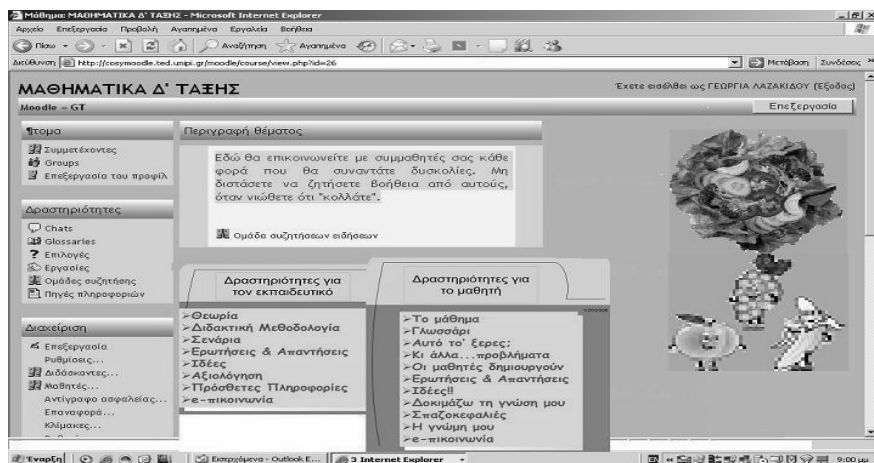 Μάθημα: ΜΑΘΗΜΑΤΙΚΑ Δ' ΤΑΞΗΣ - Microsoft Internet Explorer
Αρχείο Επεξεργασία Προβολή Αγαπημένα Εργαλεία Βοήθεια
Πίσω Αναζήτηση Αγαπημένα
Διεύθυνση http://cosymoodle.ted.unipi.gr/moodle/course/view.php?id=26 Μετάβαση Συνδέσεις »
ΜΑΘΗΜΑΤΙΚΑ Δ' ΤΑΞΗΣ
Έχετε εισέλθει ως ΓΕΩΡΓΙΑ ΛΑΖΑΚΙΔΟΥ (Έξοδος)
Moodle » GT
Επεξεργασία
¶τομα
Συμμετέχοντες
Groups
Επεξεργασία του προφίλ
Δραστηριότητες
Chats
Glossaries
Επιλογές
Εργασίες
Ομάδες συζητήσης
Πηγές πληροφοριών
Διαχείριση
Επεξεργασία
Ρυθμίσεις...
Διδάσκοντες...
Μαθητές...
Αντίγραφο ασφαλείας...
Επαναφορά...
Κλίμακες...
Περιγραφή θέματος
Εδώ θα επικοινωνείτε με συμμαθητές σας κάθε
φορά που θα συναντάτε δυσκολίες. Μη
διστάσετε να ζητήσετε βοήθεια από αυτούς,
όταν νιώθετε ότι "κολλάτε".
Ομάδα συζητήσεων ειδήσεων
Δραστηριότητες για
τον εκπαιδευτικό
➢Θεωρία
➢Διδακτική Μεθοδολογία
➢Σενάρια
➢Ερωτήσεις & Απαντήσεις
➢Ιδέες
➢Αξιολόγηση
➢Πρόσθετες Πληροφορίες
➢e-πικοινωνία
Δραστηριότητες για
το μαθητή
➢Το μάθημα
➢Γλωσσάρι
➢Αυτό το' ξερες;
➢Κι άλλα...προβλήματα
➢Οι μαθητές δημιουργούν
➢Ερωτήσεις & Απαντήσεις
➢Ιδέες!!
➢Δοκιμάζω τη γνώση μου
➢Σπαζοκεφαλιές
➢Η γνώμη μου
➢e-πικοινωνία
Έναρξη Εισερχόμενα - Outlook E... 3 Internet Explorer 9:00 μμ